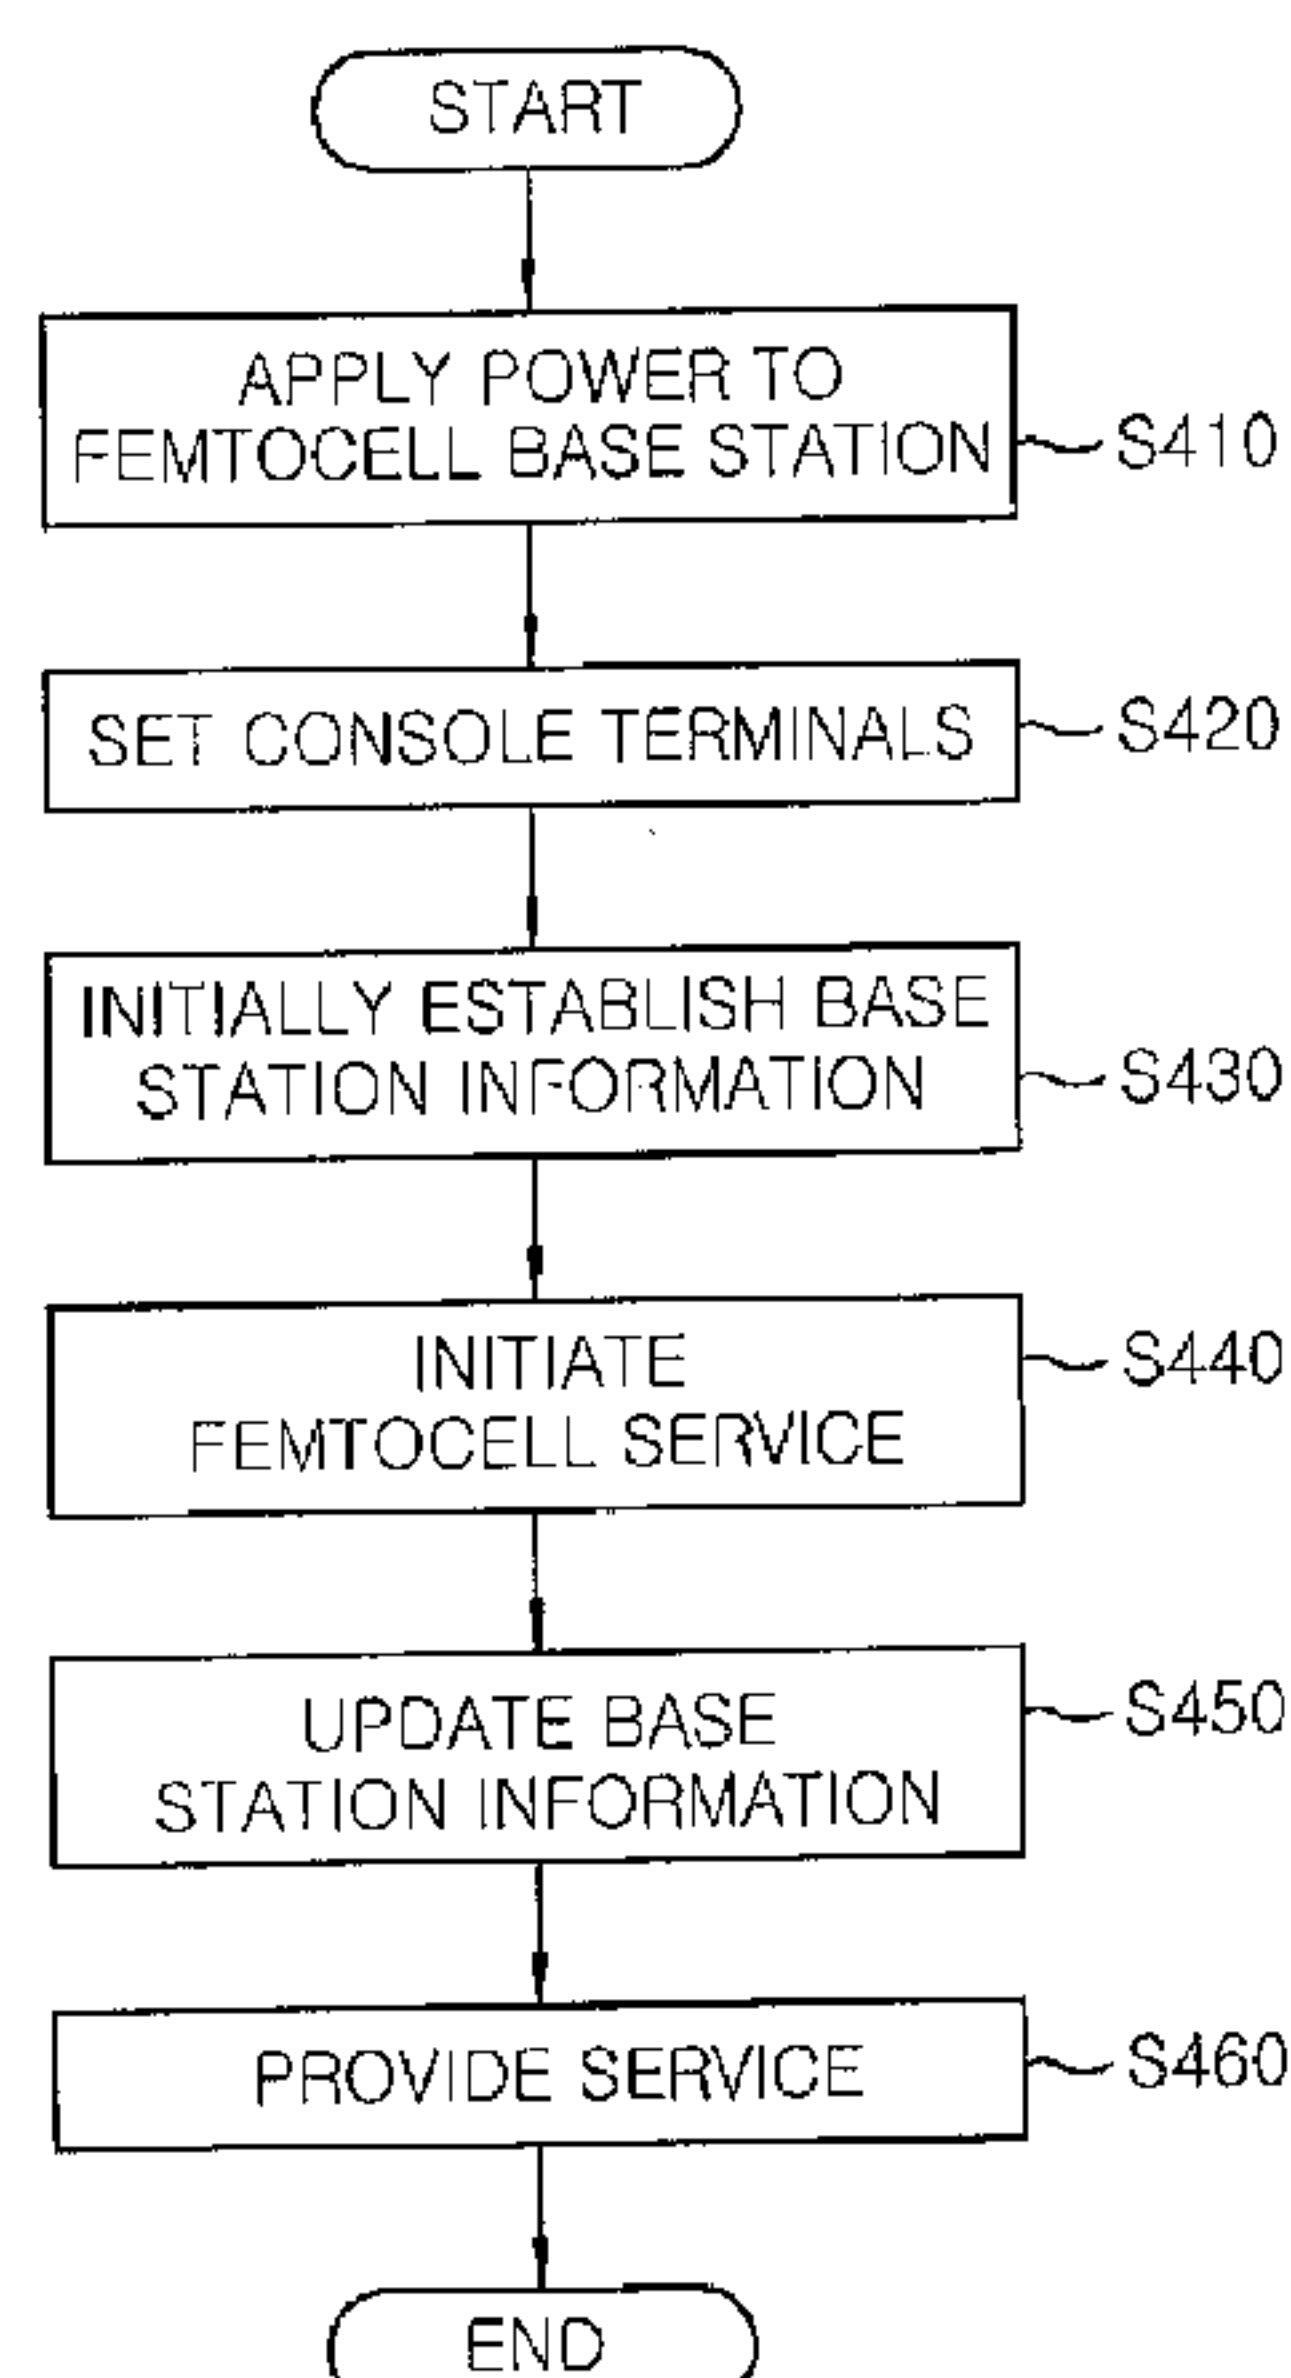 START
APPLY POWER TO
FEMTOCELL BASE STATION
S410
SET CONSOLE TERMINALS
S420
INITIALLY ESTABLISH BASE
STATION INFORMATION
S430
INITIATE
FEMTOCELL SERVICE
S440
UPDATE BASE
STATION INFORMATION
S450
PROVIDE SERVICE
S460
END